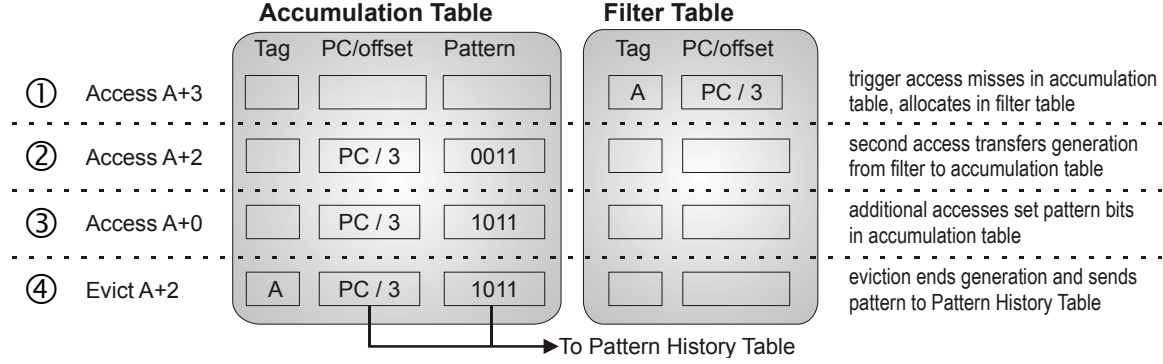 Accumulation Table
Filter Table
Tag PC/offset Pattern
Tag PC/offset
① Access A+3
A PC / 3
trigger access misses in accumulation
table, allocates in filter table
② Access A+2
PC / 3 0011
second access transfers generation
from filter to accumulation table
③ Access A+0
PC / 3 1011
additional accesses set pattern bits
in accumulation table
④ Evict A+2
A PC / 3 1011
eviction ends generation and sends
pattern to Pattern History Table
To Pattern History Table